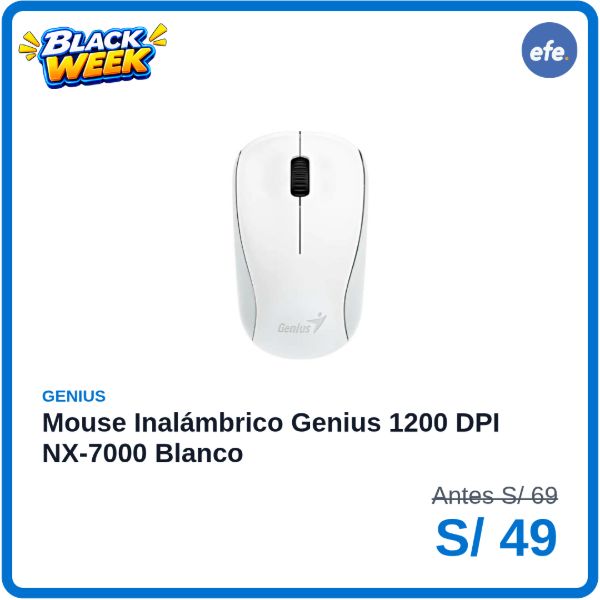 BLACK
WEEK
efe.
Genius
GENIUS
Mouse Inalámbrico Genius 1200 DPI
NX-7000 Blanco
Antes S/ 69
S/ 49